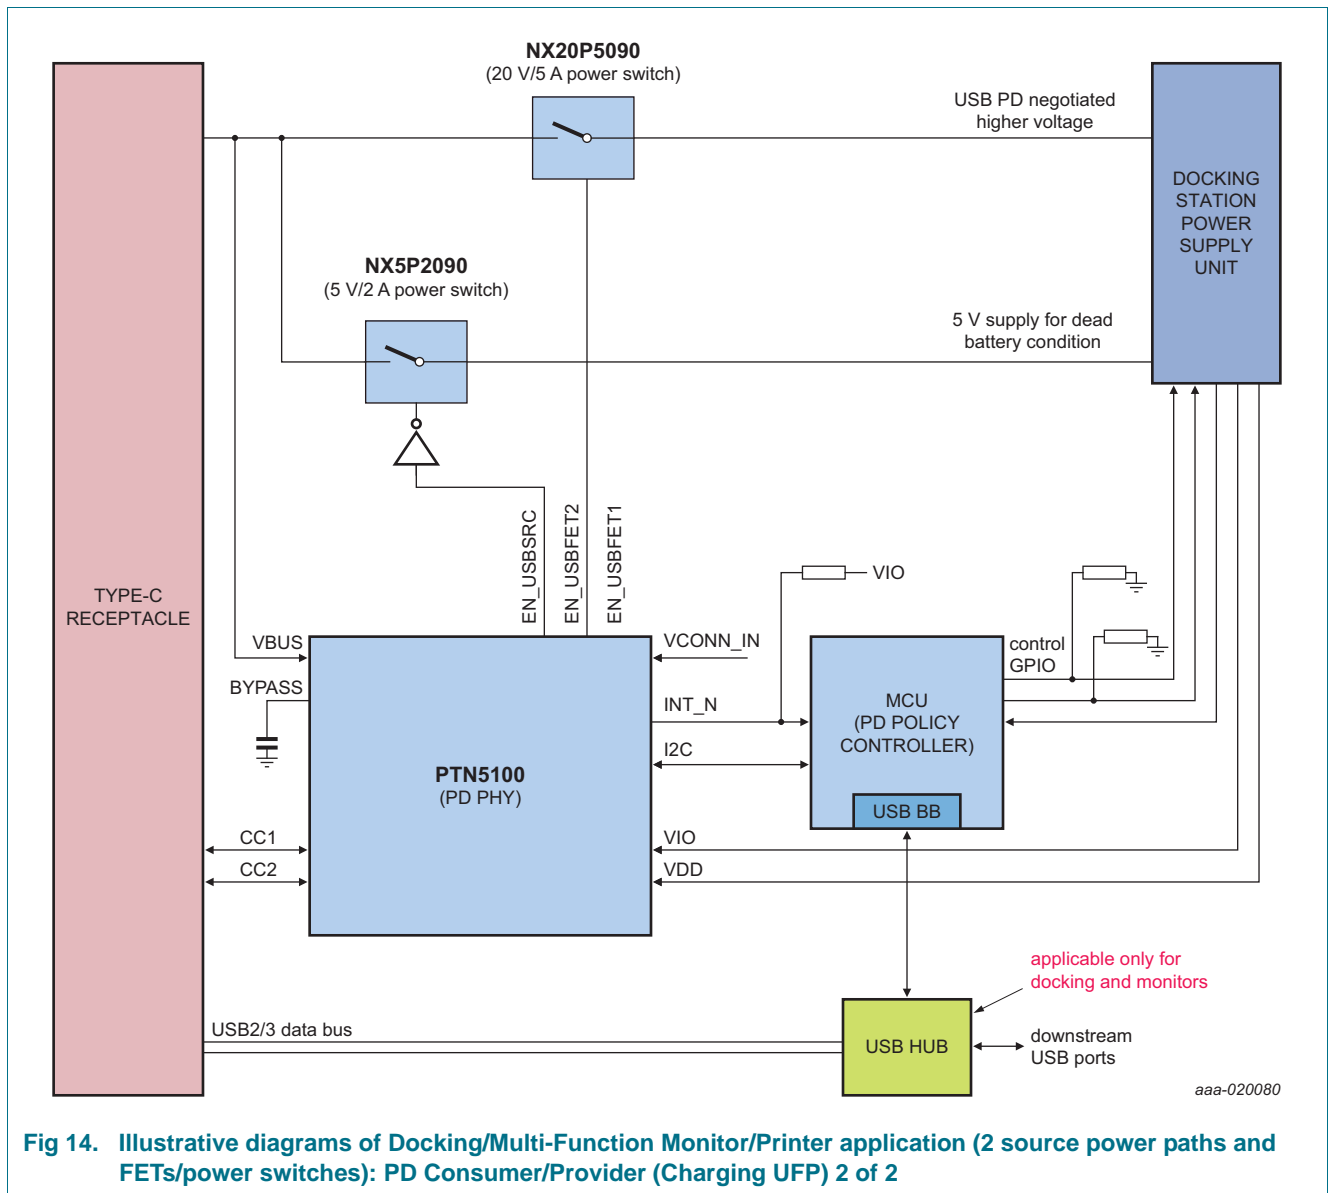 NX20P5090
(20 V/5 A power switch)
USB PD negotiated
higher voltage
DOCKING
STATION
POWER
SUPPLY
UNIT
NX5P2090
(5 V/2 A power switch)
5 V supply for dead
battery condition
EN_USBSRC
EN_USBFET2
EN_USBFET1
VIO
TYPE-C
RECEPTACLE
VBUS
VCONN_IN
control
GPIO
BYPASS
INT_N
MCU
(PD POLICY
CONTROLLER)
I2C
PTN5100
(PD PHY)
USB BB
CC1
VIO
CC2
VDD
applicable only for
docking and monitors
USB2/3 data bus
USB HUB
downstream
USB ports
aaa-020080
Fig 14. Illustrative diagrams of Docking/Multi-Function Monitor/Printer application (2 source power paths and
FETs/power switches): PD Consumer/Provider (Charging UFP) 2 of 2